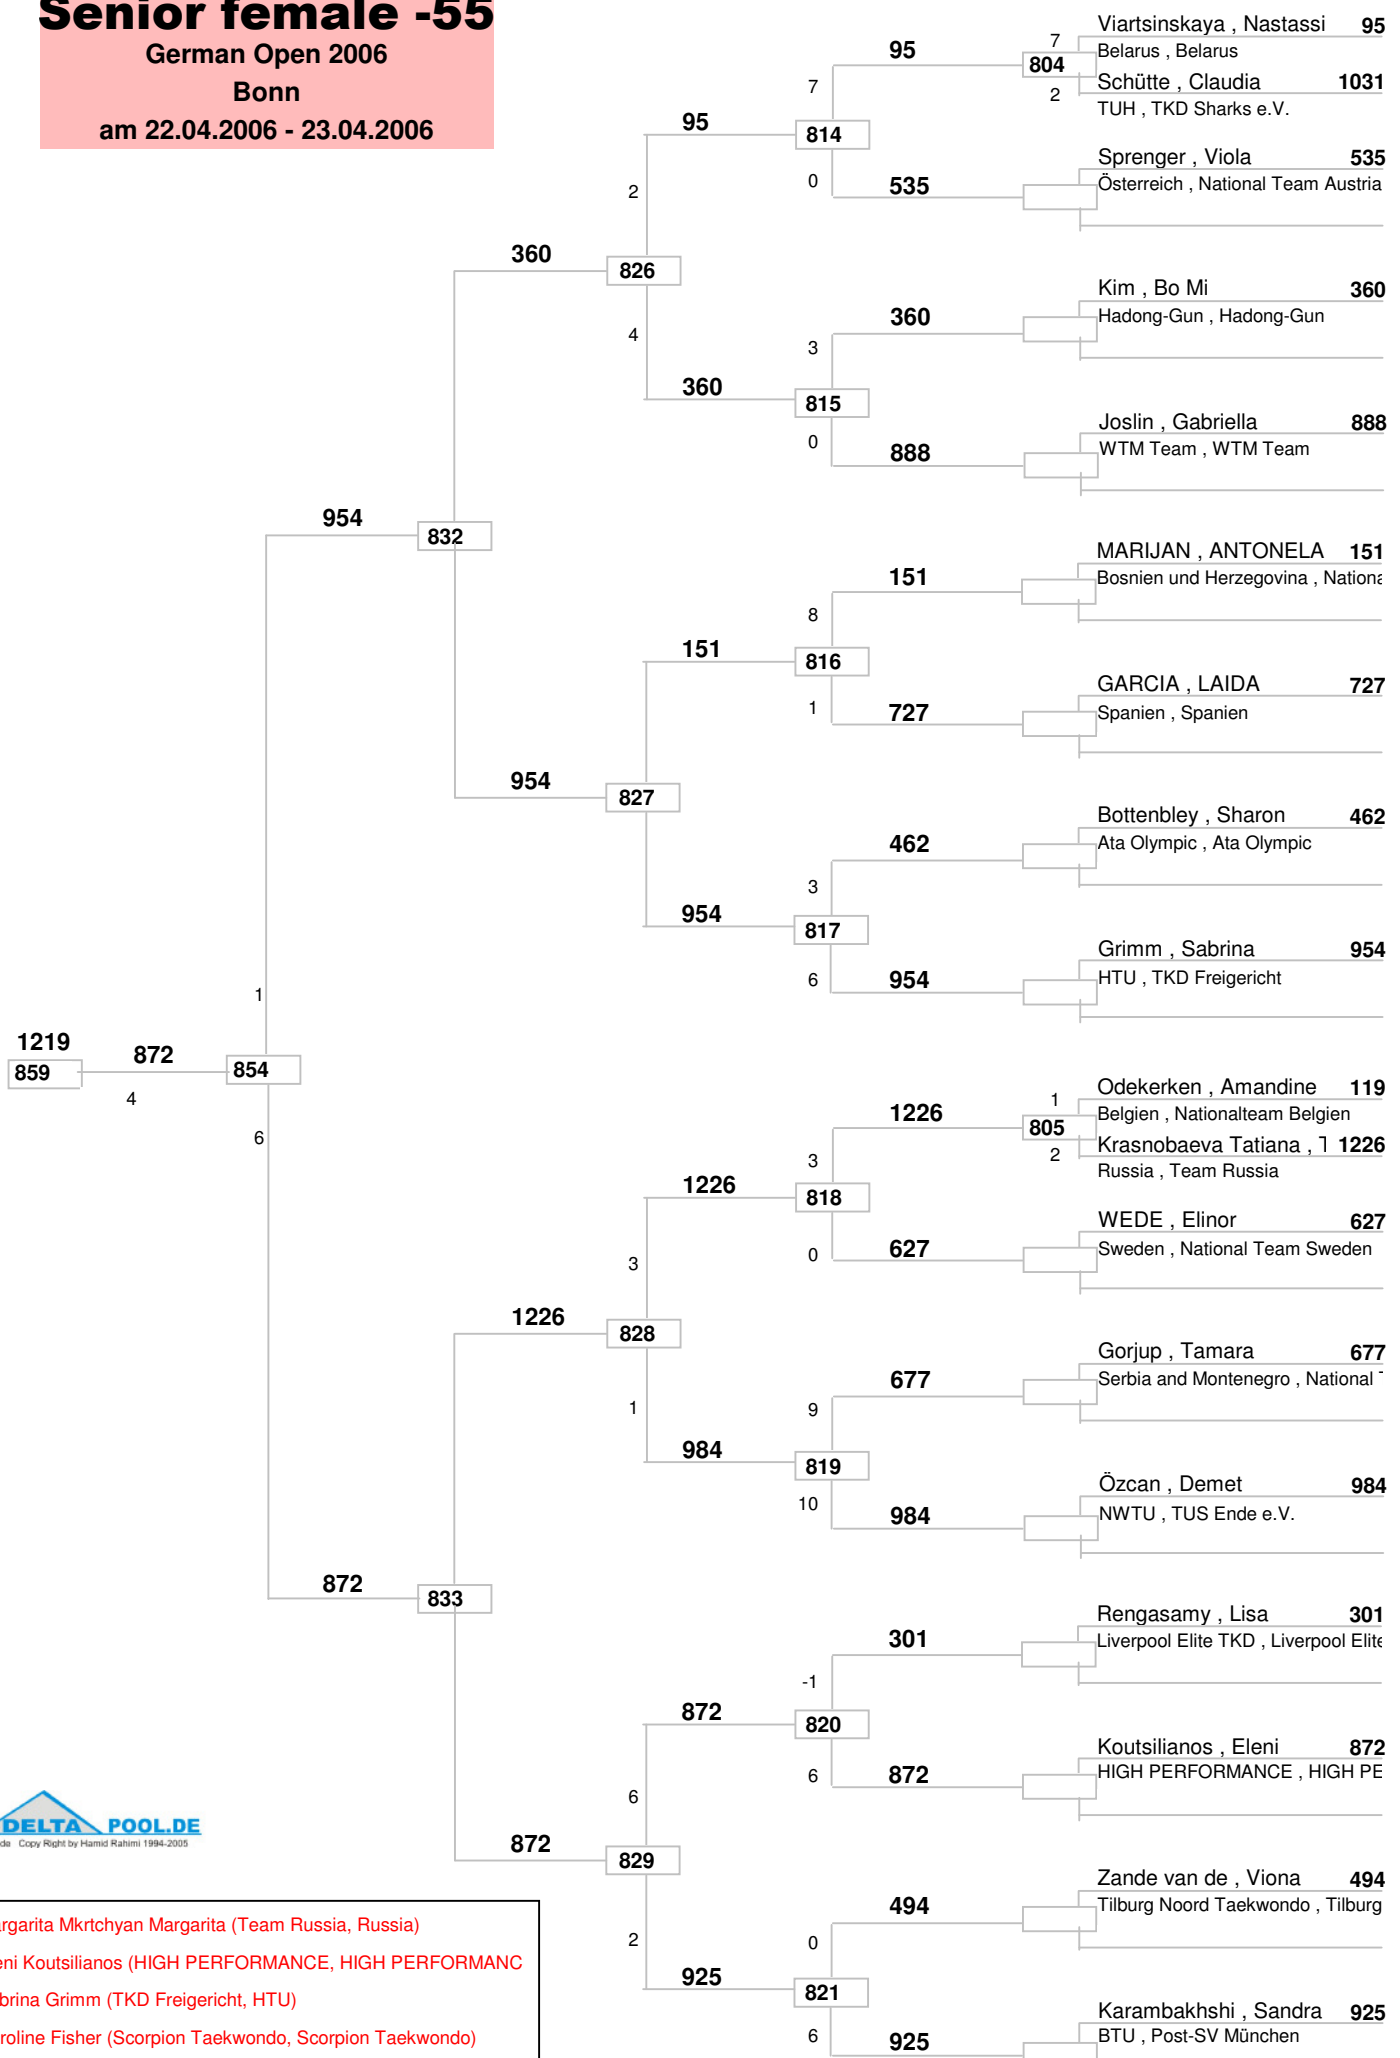 Senior female -55
German Open 2006
Bonn
am 22.04.2006 - 23.04.2006
Viartsinskaya , Nastassi 95
Belarus , Belarus
7
804
2
Schütte , Claudia 1031
TUH , TKD Sharks e.V.
95
7
814
0
95
Sprenger , Viola 535
Österreich , National Team Austria
535
2
826
4
360
Kim , Bo Mi 360
Hadong-Gun , Hadong-Gun
360
3
815
0
360
Joslin , Gabriella 888
WTM Team , WTM Team
888
954
832
MARIJAN , ANTONELA 151
Bosnien und Herzegovina , Nationa
151
8
816
1
151
GARCIA , LAIDA 727
Spanien , Spanien
727
954
827
Bottenbley , Sharon 462
Ata Olympic , Ata Olympic
462
3
817
6
954
Grimm , Sabrina 954
HTU , TKD Freigericht
954
1
1219
859
872
4
854
6
Odekerken , Amandine 119
Belgien , Nationalteam Belgien
1
805
2
Krasnobaeva Tatiana , T 1226
Russia , Team Russia
1226
3
818
0
1226
WEDE , Elinor 627
Sweden , National Team Sweden
627
3
1226
828
1
Gorjup , Tamara 677
Serbia and Montenegro , National T
677
9
819
10
984
Özcan , Demet 984
NWTU , TUS Ende e.V.
984
872
833
Rengasamy , Lisa 301
Liverpool Elite TKD , Liverpool Elite
301
-1
820
6
872
Koutsilianos , Eleni 872
HIGH PERFORMANCE , HIGH PE
872
6
872
829
2
DELTA POOL.DE
de Copy Right by Hamid Rahimi 1994-2005
Zande van de , Viona 494
Tilburg Noord Taekwondo , Tilburg
494
0
821
6
925
Karambakhshi , Sandra 925
BTU , Post-SV München
925
argarita Mkrtchyan Margarita (Team Russia, Russia)
eni Koutsilianos (HIGH PERFORMANCE, HIGH PERFORMANC
brina Grimm (TKD Freigericht, HTU)
roline Fisher (Scorpion Taekwondo, Scorpion Taekwondo)